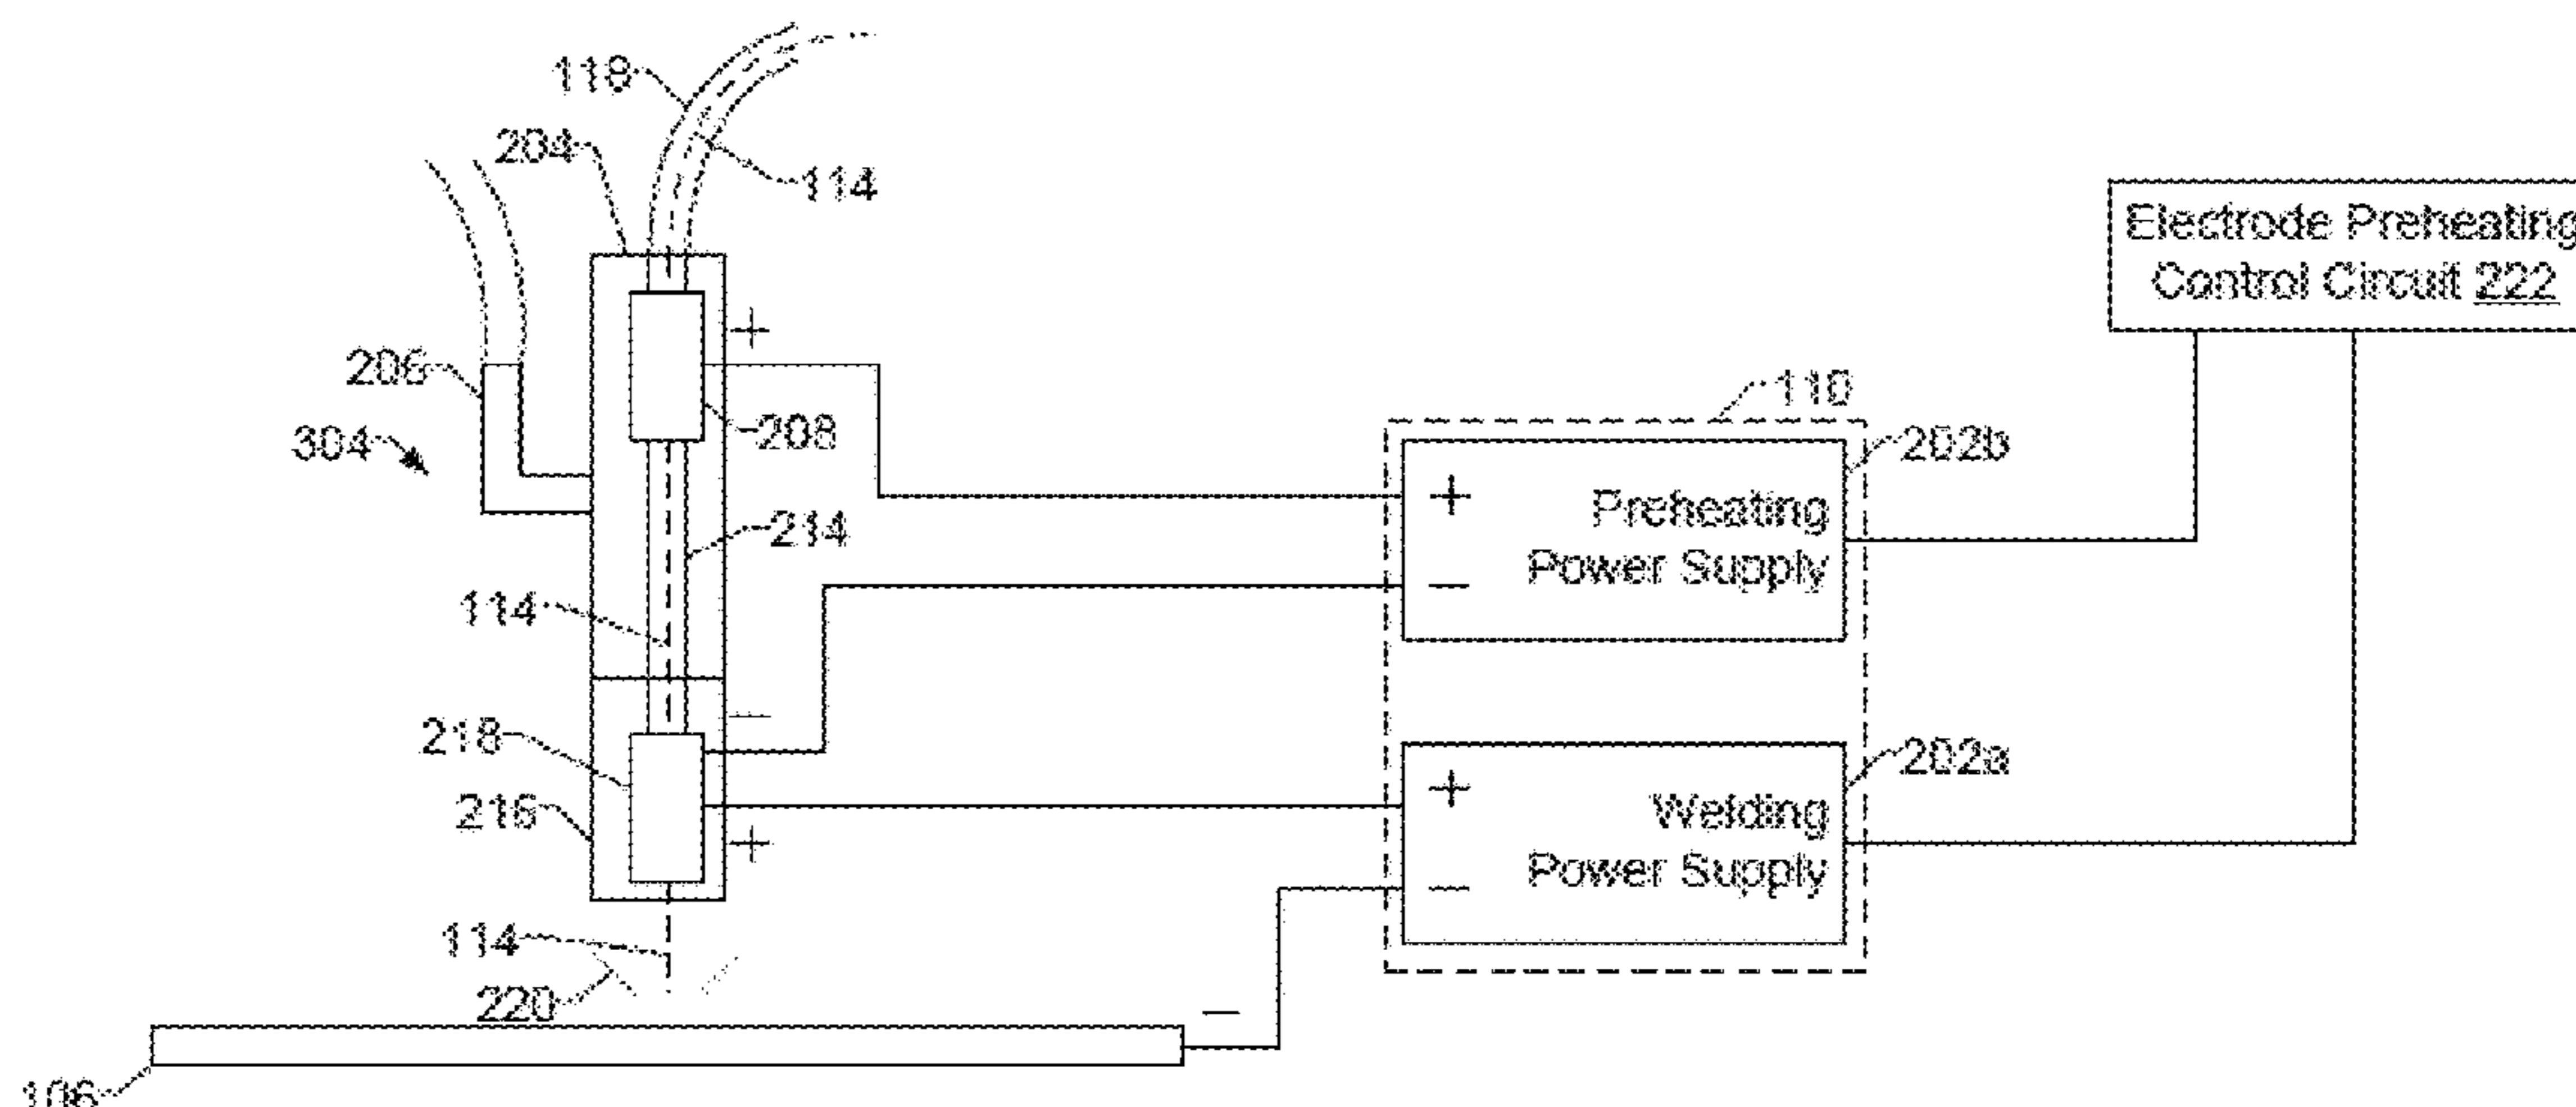 118
204
114
Electrode Preheating
Control Circuit 222
+
206
110
208
304
202b
+
Preheating
214
Power Supply
−
114
−
218
202a
+
Welding
216
+
Power Supply
−
114
220
−
106